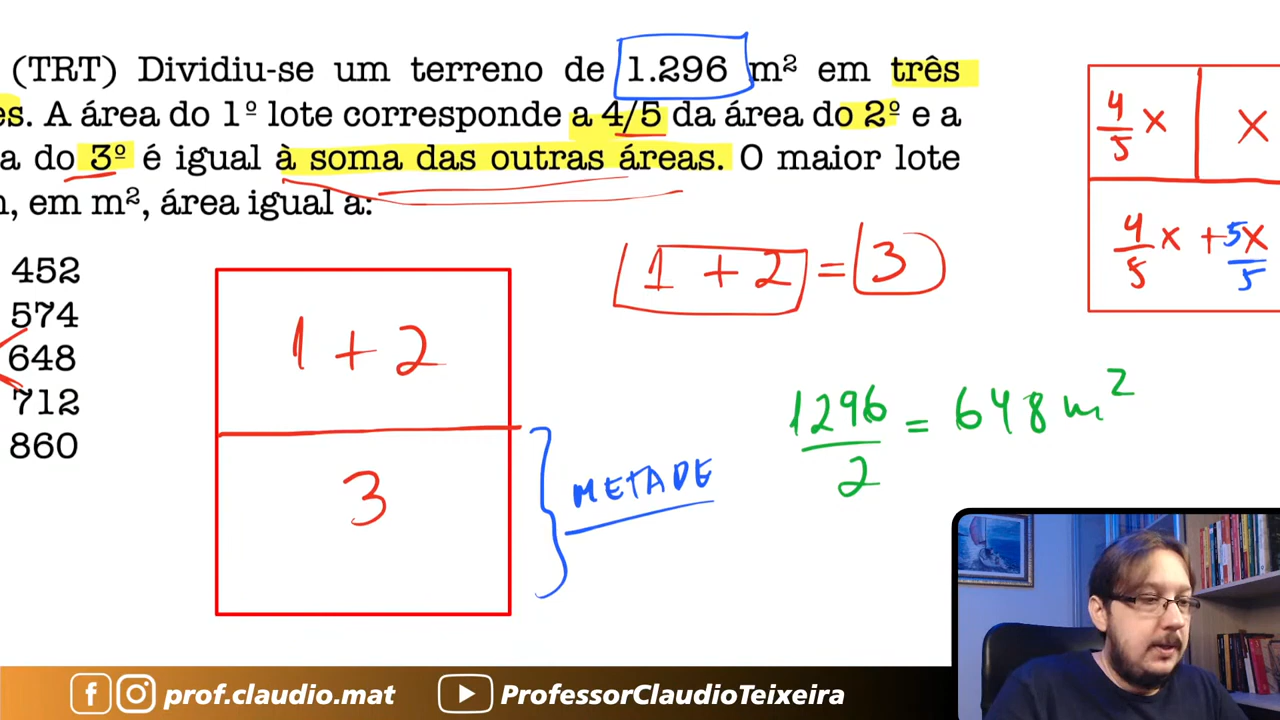 (TRT) Dividiu-se um terreno de 1.296 m² em três
es. A área do 1º lote corresponde a 4/5 da área do 2º e a
a do 3º é igual à soma das outras áreas. O maior lote
, em m², área igual a:
452
574
648
712
860
1 + 2
3
METADE
1 + 2 = 3
1296/2 = 648 m²
4/5 x
x
4/5 x + 5x/5
prof.claudio.mat
ProfessorClaudioTeixeira